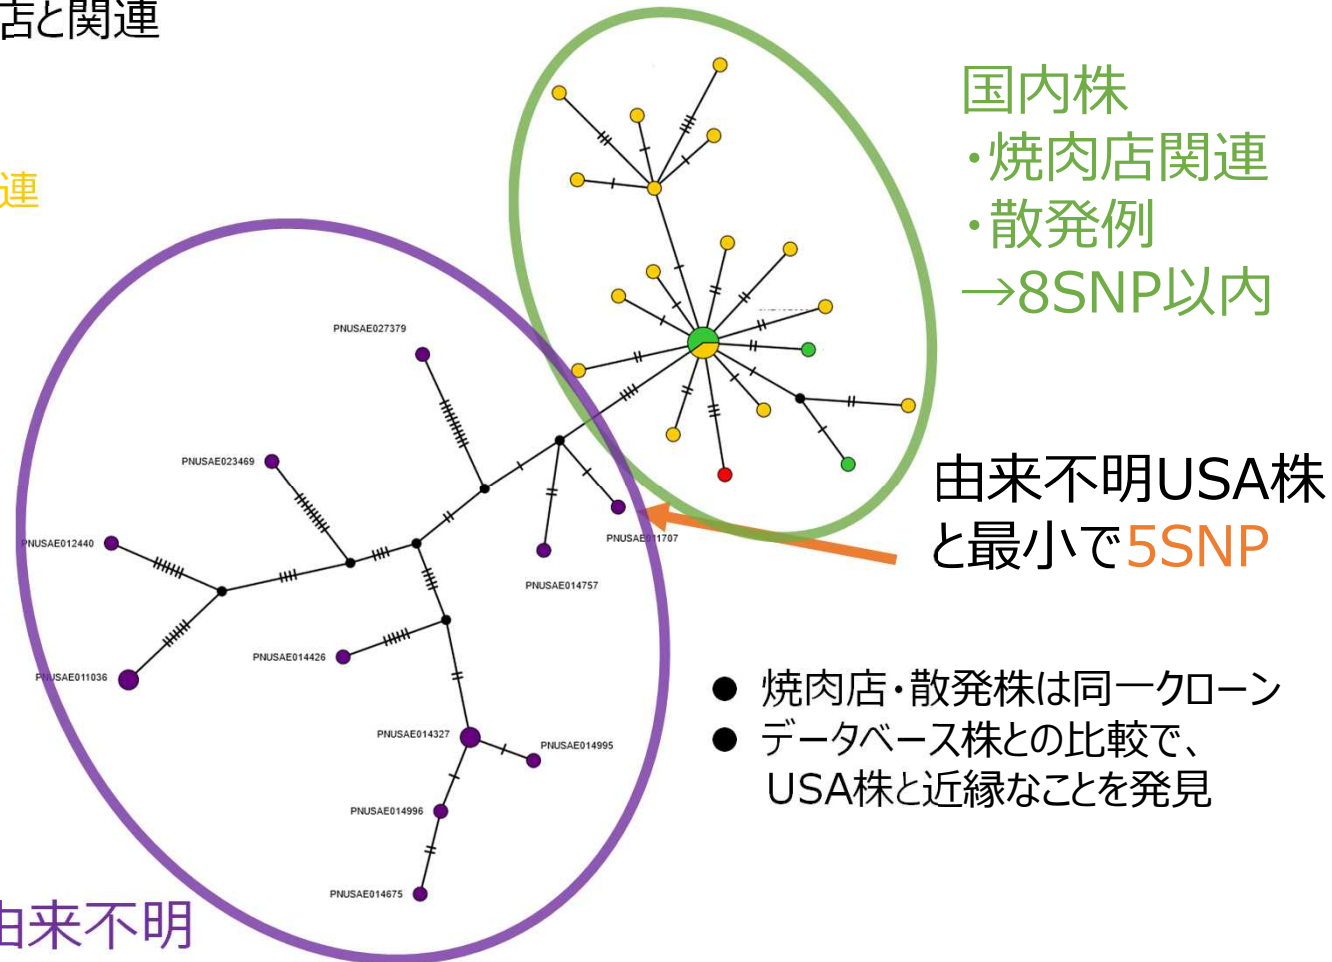 店と関連
連
国内株
・焼肉店関連
・散発例
→8SNP以内
PNUSAE027379
PNUSAE023469
PNUSAE012440
PNUSAE011036
PNUSAE014426
PNUSAE014757
PNUSAE011707
PNUSAE014327
PNUSAE014995
PNUSAE014996
PNUSAE014675
由来不明USA株
と最小で5SNP
● 焼肉店・散発株は同一クローン
● データベース株との比較で、
USA株と近縁なことを発見
由来不明